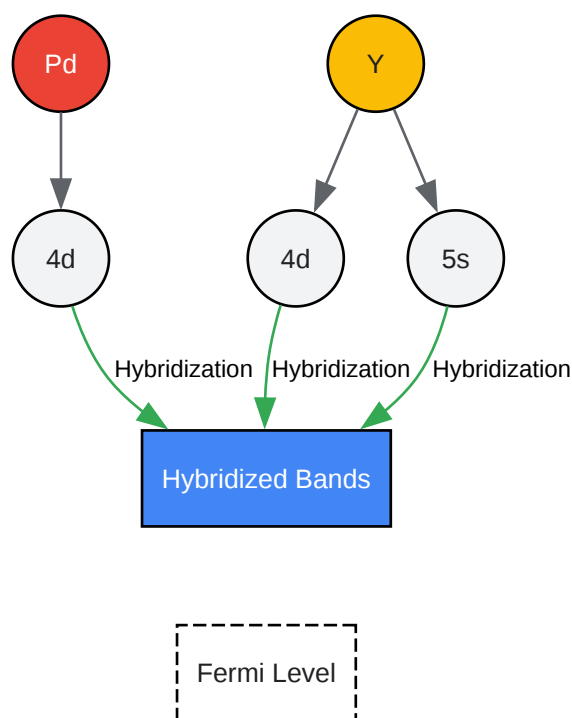 Pd
Y
4d
4d
5s
Hybridization
Hybridization
Hybridization
Hybridized Bands
Fermi Level